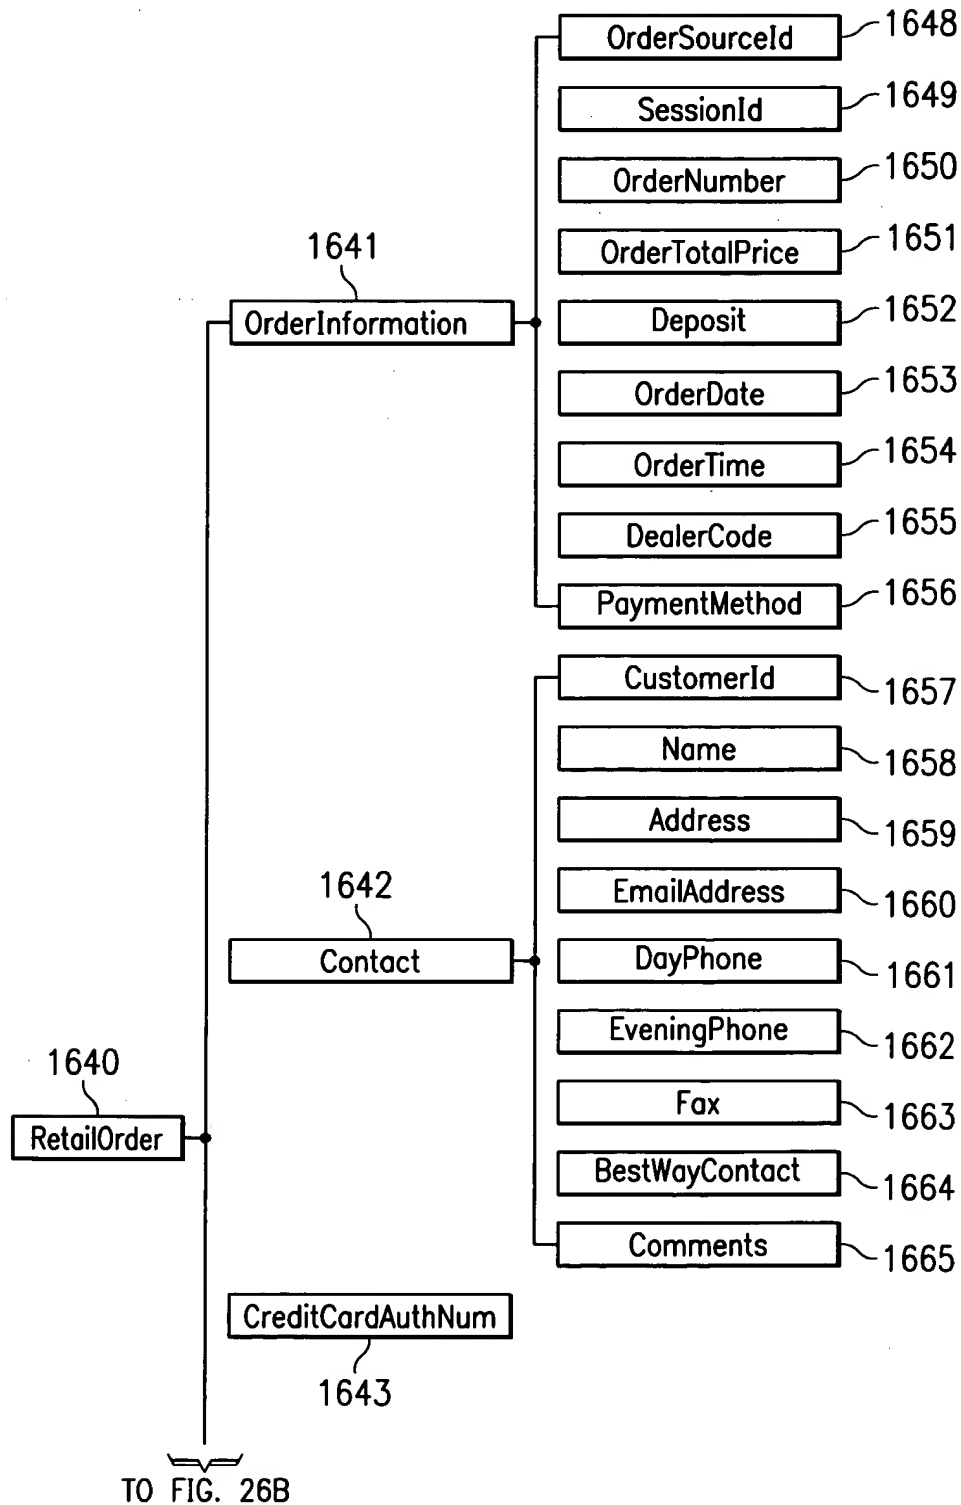 OrderSourceId 1648
SessionId 1649
OrderNumber 1650
OrderTotalPrice 1651
1641
OrderInformation
Deposit 1652
OrderDate 1653
OrderTime 1654
DealerCode 1655
PaymentMethod 1656
CustomerId 1657
Name 1658
Address 1659
1642
EmailAddress 1660
Contact
DayPhone 1661
EveningPhone 1662
1640
RetailOrder
Fax 1663
BestWayContact 1664
Comments 1665
CreditCardAuthNum
1643
TO FIG. 26B